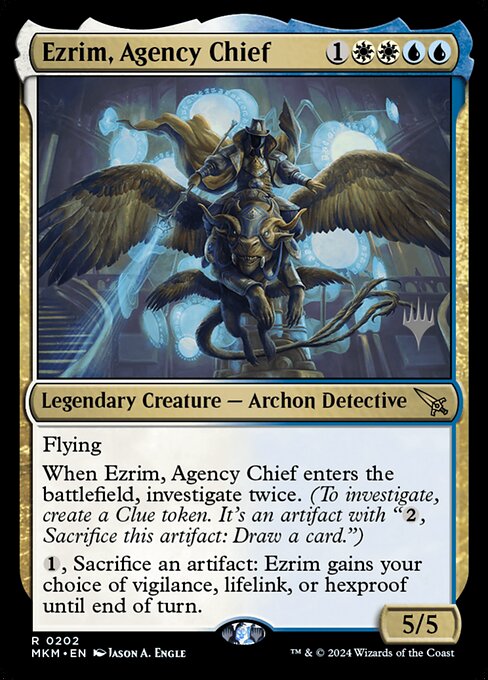 Ezrim, Agency Chief 1
Legendary Creature — Archon Detective
Flying
When Ezrim, Agency Chief enters the
battlefield, investigate twice. (To investigate,
create a Clue token. It's an artifact with “2,
Sacrifice this artifact: Draw a card.”)
1, Sacrifice an artifact: Ezrim gains your
choice of vigilance, lifelink, or hexproof
until end of turn.
5/5
R 0202
MKM • EN Jason A. Engle
™ & © 2024 Wizards of the Coast